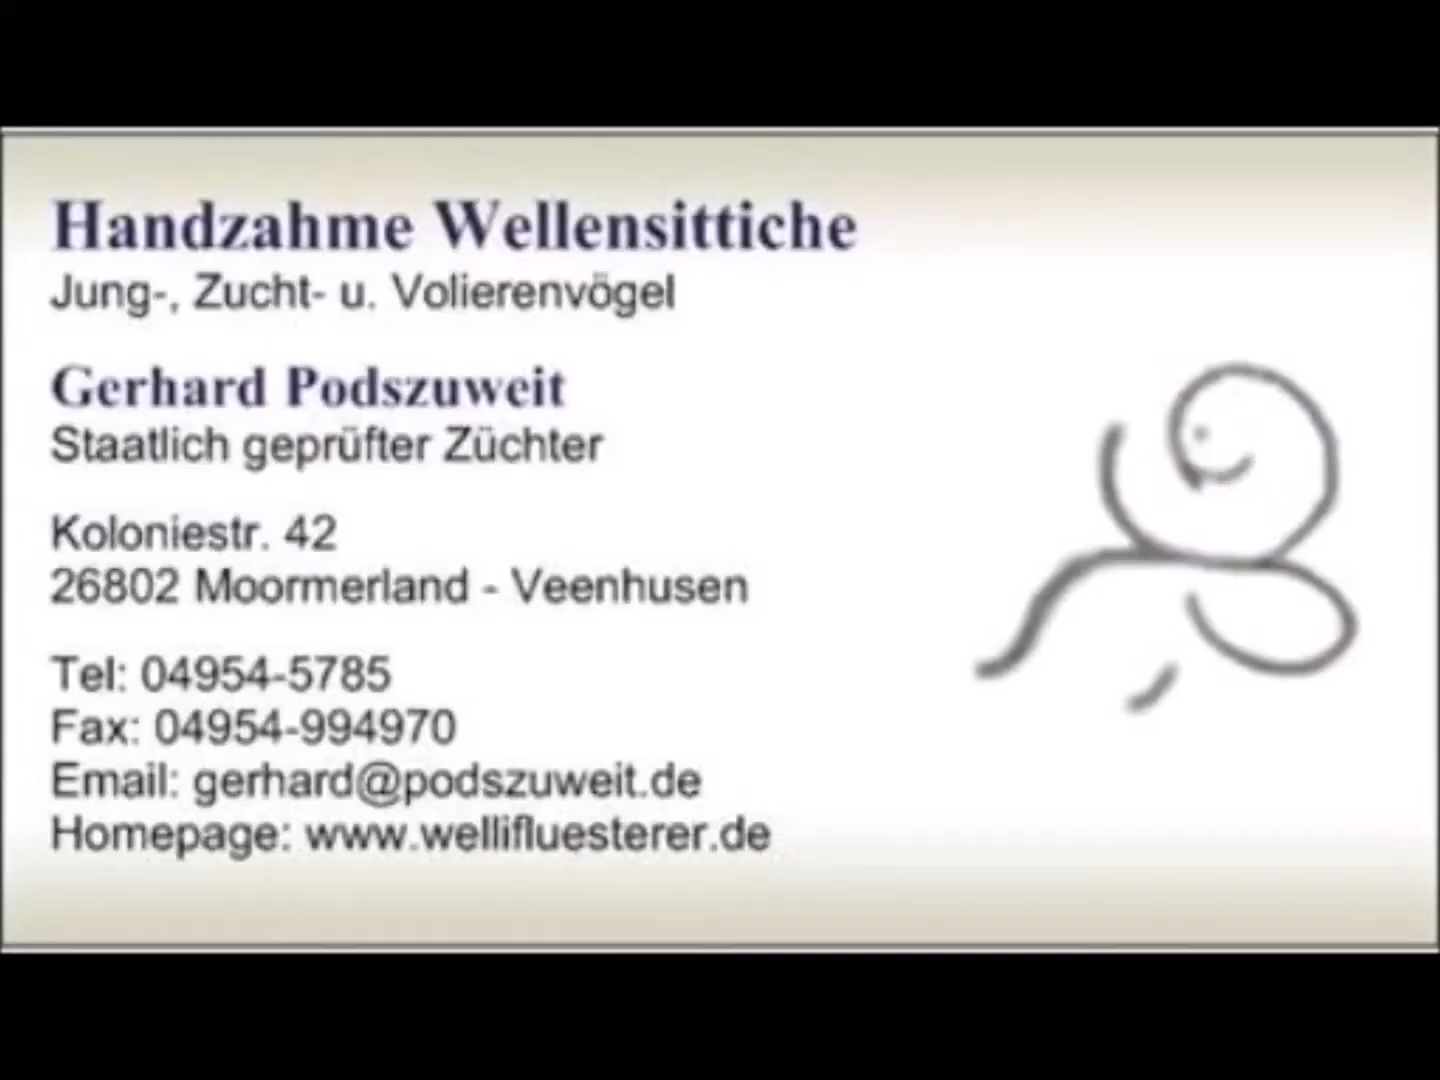 Handzahme Wellensittiche
Jung-, Zucht- u. Volierenvögel
Gerhard Podszuweit
Staatlich geprüfter Züchter
Koloniestr. 42
26802 Moormerland - Veenhusen
Tel: 04954-5785
Fax: 04954-994970
Email: gerhard@podszuweit.de
Homepage: www.wellifluesterer.de